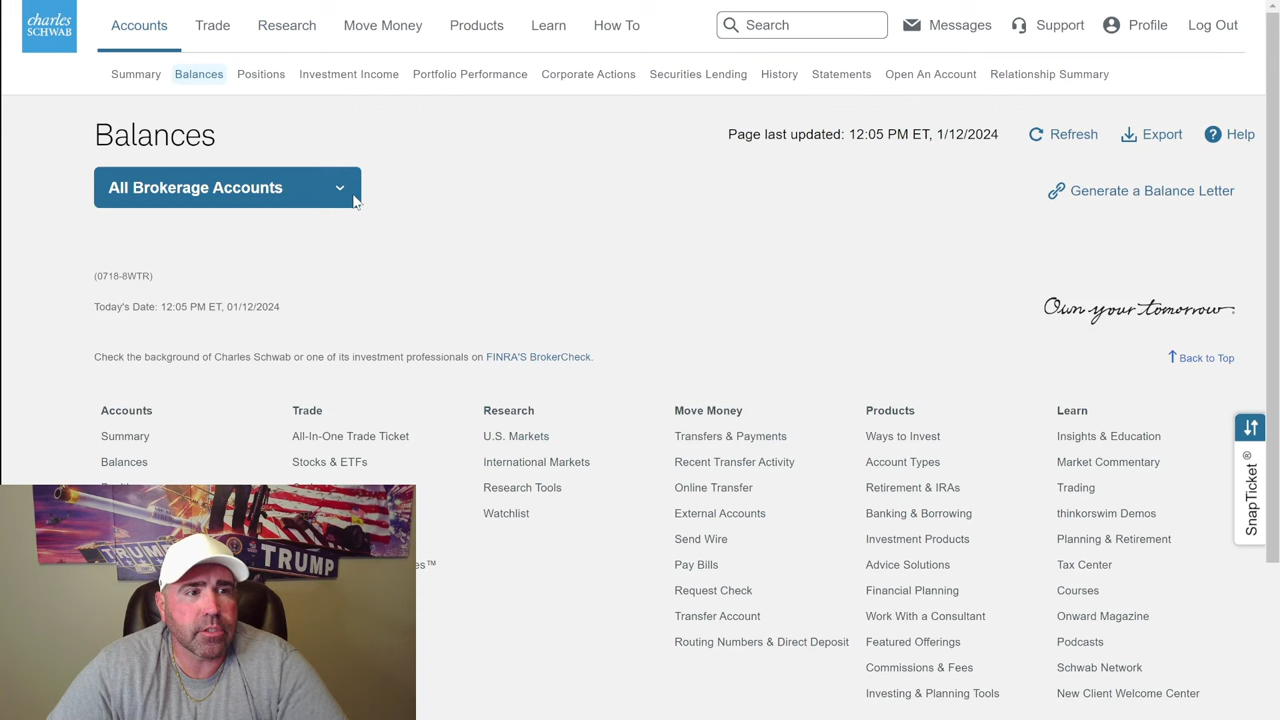 charles
SCHWAB
Accounts Trade Research Move Money Products Learn How To
Search
Messages Support Profile Log Out
Summary Balances Positions Investment Income Portfolio Performance Corporate Actions Securities Lending History Statements Open An Account Relationship Summary
Balances
Page last updated: 12:05 PM ET, 1/12/2024 Refresh Export ? Help
All Brokerage Accounts
Generate a Balance Letter
(0718-8WTR)
Today's Date: 12:05 PM ET, 01/12/2024
Own your tomorrow.
Check the background of Charles Schwab or one of its investment professionals on FINRA'S BrokerCheck.
Back to Top
Accounts Trade Research Move Money Products Learn
Summary All-In-One Trade Ticket U.S. Markets Transfers & Payments Ways to Invest Insights & Education
Balances Stocks & ETFs International Markets Recent Transfer Activity Account Types Market Commentary
Research Tools Online Transfer Retirement & IRAs Trading
Watchlist External Accounts Banking & Borrowing thinkorswim Demos
Send Wire Investment Products Planning & Retirement
es™ Pay Bills Advice Solutions Tax Center
Request Check Financial Planning Courses
Transfer Account Work With a Consultant Onward Magazine
Routing Numbers & Direct Deposit Featured Offerings Podcasts
Commissions & Fees Schwab Network
Investing & Planning Tools New Client Welcome Center
SnapTicket®
TRUMP
TRUMP